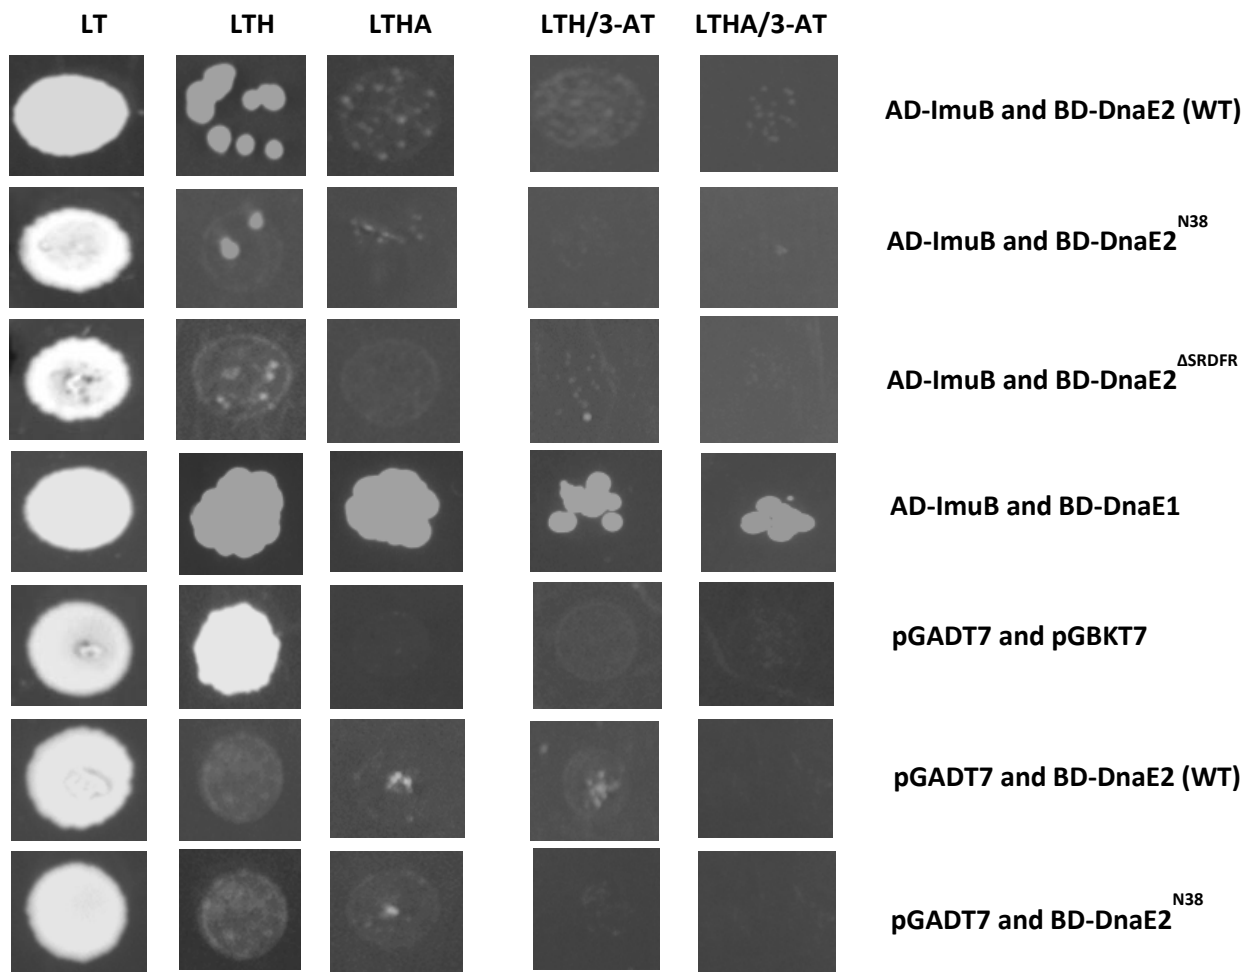 LT LTH LTHA LTH/3-AT LTHA/3-AT
AD-ImuB and BD-DnaE2 (WT)
AD-ImuB and BD-DnaE2 N38
AD-ImuB and BD-DnaE2 ΔSRDFR
AD-ImuB and BD-DnaE1
pGADT7 and pGBKT7
pGADT7 and BD-DnaE2 (WT)
pGADT7 and BD-DnaE2 N38